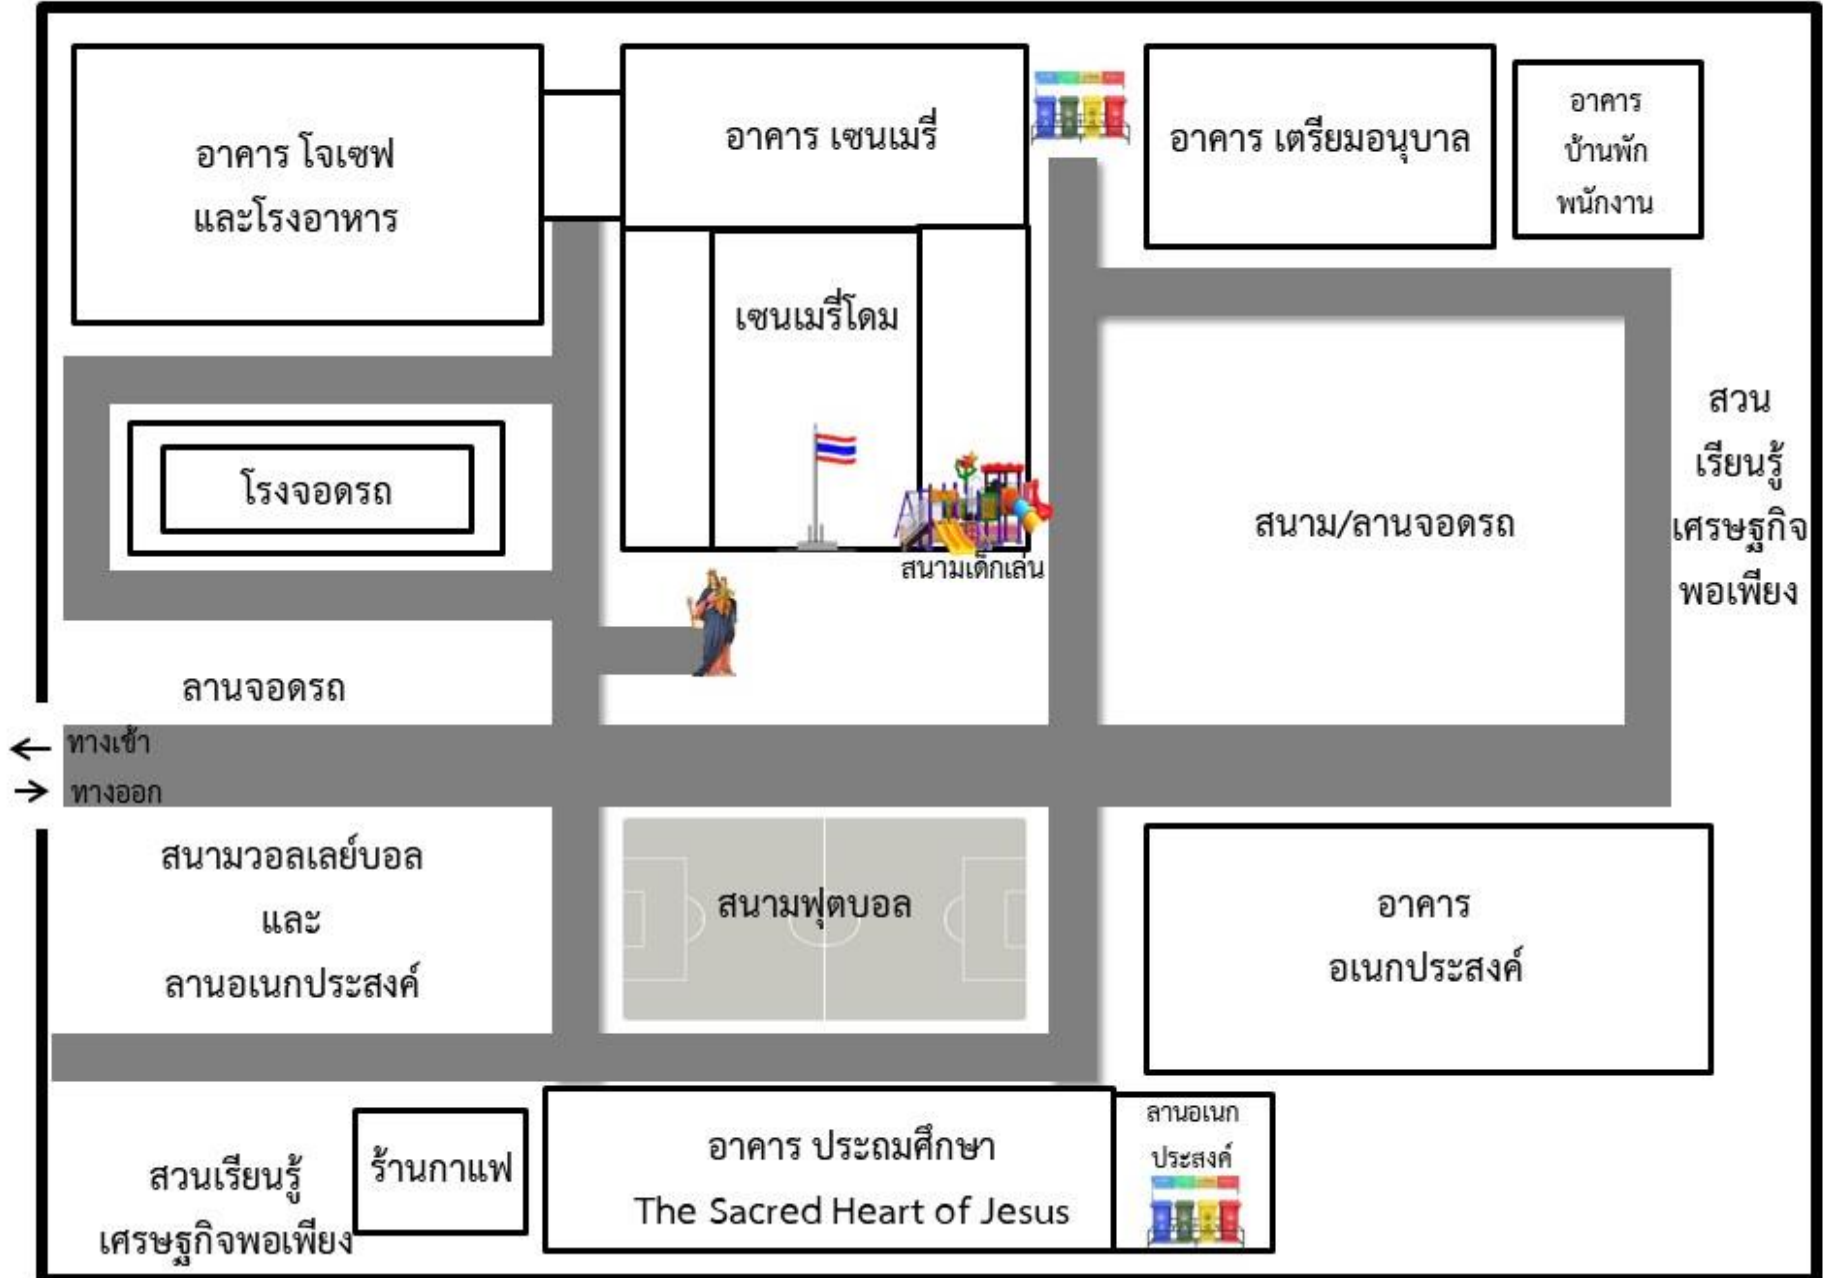 อาคาร โจเซฟ
และโรงอาหาร
อาคาร เซนเมรี่
อาคาร เตรียมอนุบาล
อาคาร
บ้านพัก
พนักงาน
เซนเมรี่โดม
โรงจอดรถ
สนามเด็กเล่น
สนาม/ลานจอดรถ
สวน
เรียนรู้
เศรษฐกิจ
พอเพียง
ลานจอดรถ
ทางเข้า
ทางออก
สนามวอลเลย์บอล
และ
ลานอเนกประสงค์
สนามฟุตบอล
อาคาร
อเนกประสงค์
สวนเรียนรู้
เศรษฐกิจพอเพียง
ร้านกาแฟ
อาคาร ประถมศึกษา
The Sacred Heart of Jesus
ลานอเนก
ประสงค์